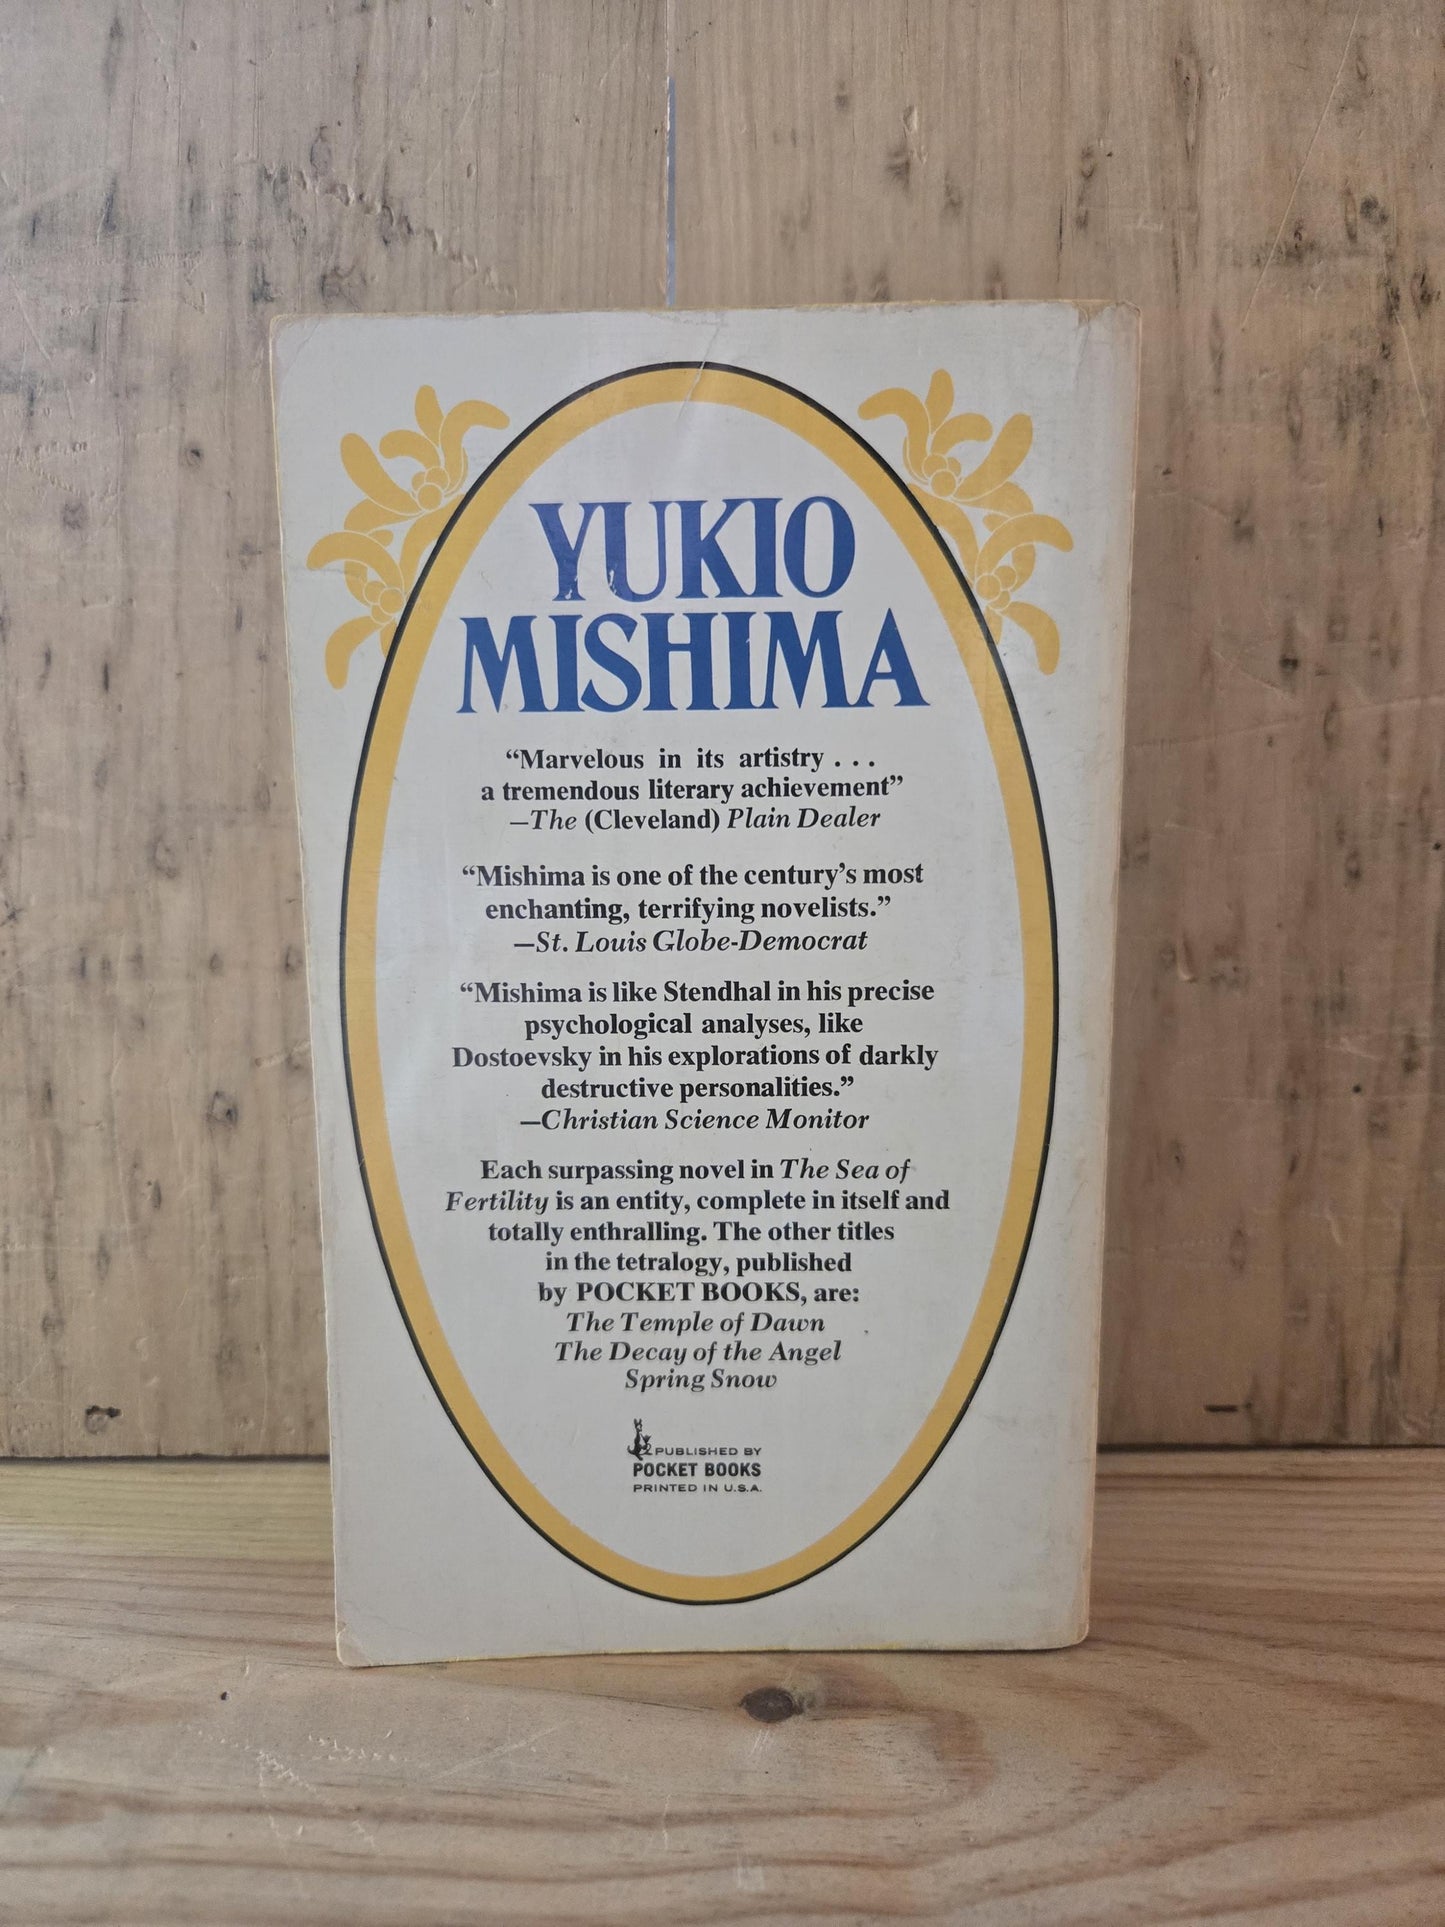 YUKIO
MISHIMA
“Marvelous in its artistry . . .
a tremendous literary achievement”
—The (Cleveland) Plain Dealer
“Mishima is one of the century’s most
enchanting, terrifying novelists.”
—St. Louis Globe-Democrat
“Mishima is like Stendhal in his precise
psychological analyses, like
Dostoevsky in his explorations of darkly
destructive personalities.”
—Christian Science Monitor
Each surpassing novel in The Sea of
Fertility is an entity, complete in itself and
totally enthralling. The other titles
in the tetralogy, published
by POCKET BOOKS, are:
The Temple of Dawn
The Decay of the Angel
Spring Snow
PUBLISHED BY
POCKET BOOKS
PRINTED IN U.S.A.